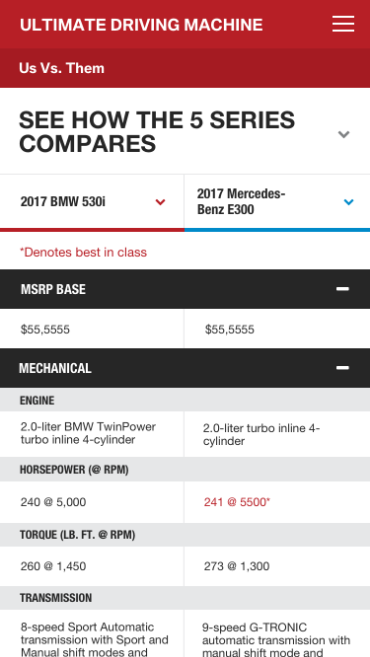 ULTIMATE DRIVING MACHINE
Us Vs. Them
SEE HOW THE 5 SERIES
COMPARES
2017 BMW 530i
2017 Mercedes-
Benz E300
*Denotes best in class
MSRP BASE
$55,5555
$55,5555
MECHANICAL
ENGINE
2.0-liter BMW TwinPower
turbo inline 4-cylinder
2.0-liter turbo inline 4-
cylinder
HORSEPOWER (@ RPM)
240 @ 5,000
241 @ 5500*
TORQUE (LB. FT. @ RPM)
260 @ 1,450
273 @ 1,300
TRANSMISSION
8-speed Sport Automatic
transmission with Sport and
Manual shift modes and
9-speed G-TRONIC
automatic transmission with
manual shift mode and